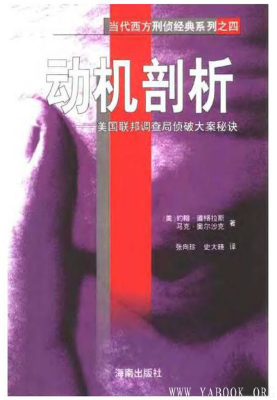 当代西方刑侦经典系列之四
动机剖析
——美国联邦调查局侦破大案秘诀
[美]约翰·道格拉斯
马克·奥尔沙克 著
张向珍 史大晓 译
海南出版社
WWW.YABOOK.ORG